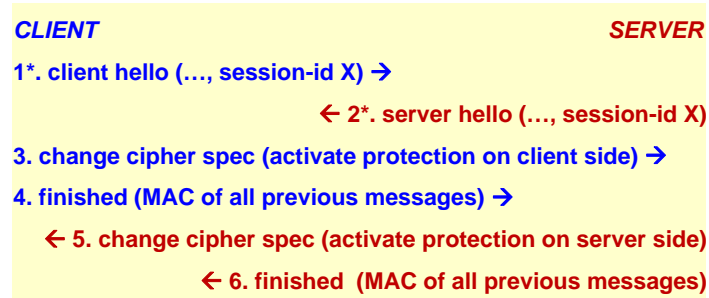 CLIENT SERVER
1*. client hello (…, session-id X) →
← 2*. server hello (…, session-id X)
3. change cipher spec (activate protection on client side) →
4. finished (MAC of all previous messages) →
← 5. change cipher spec (activate protection on server side)
← 6. finished (MAC of all previous messages)